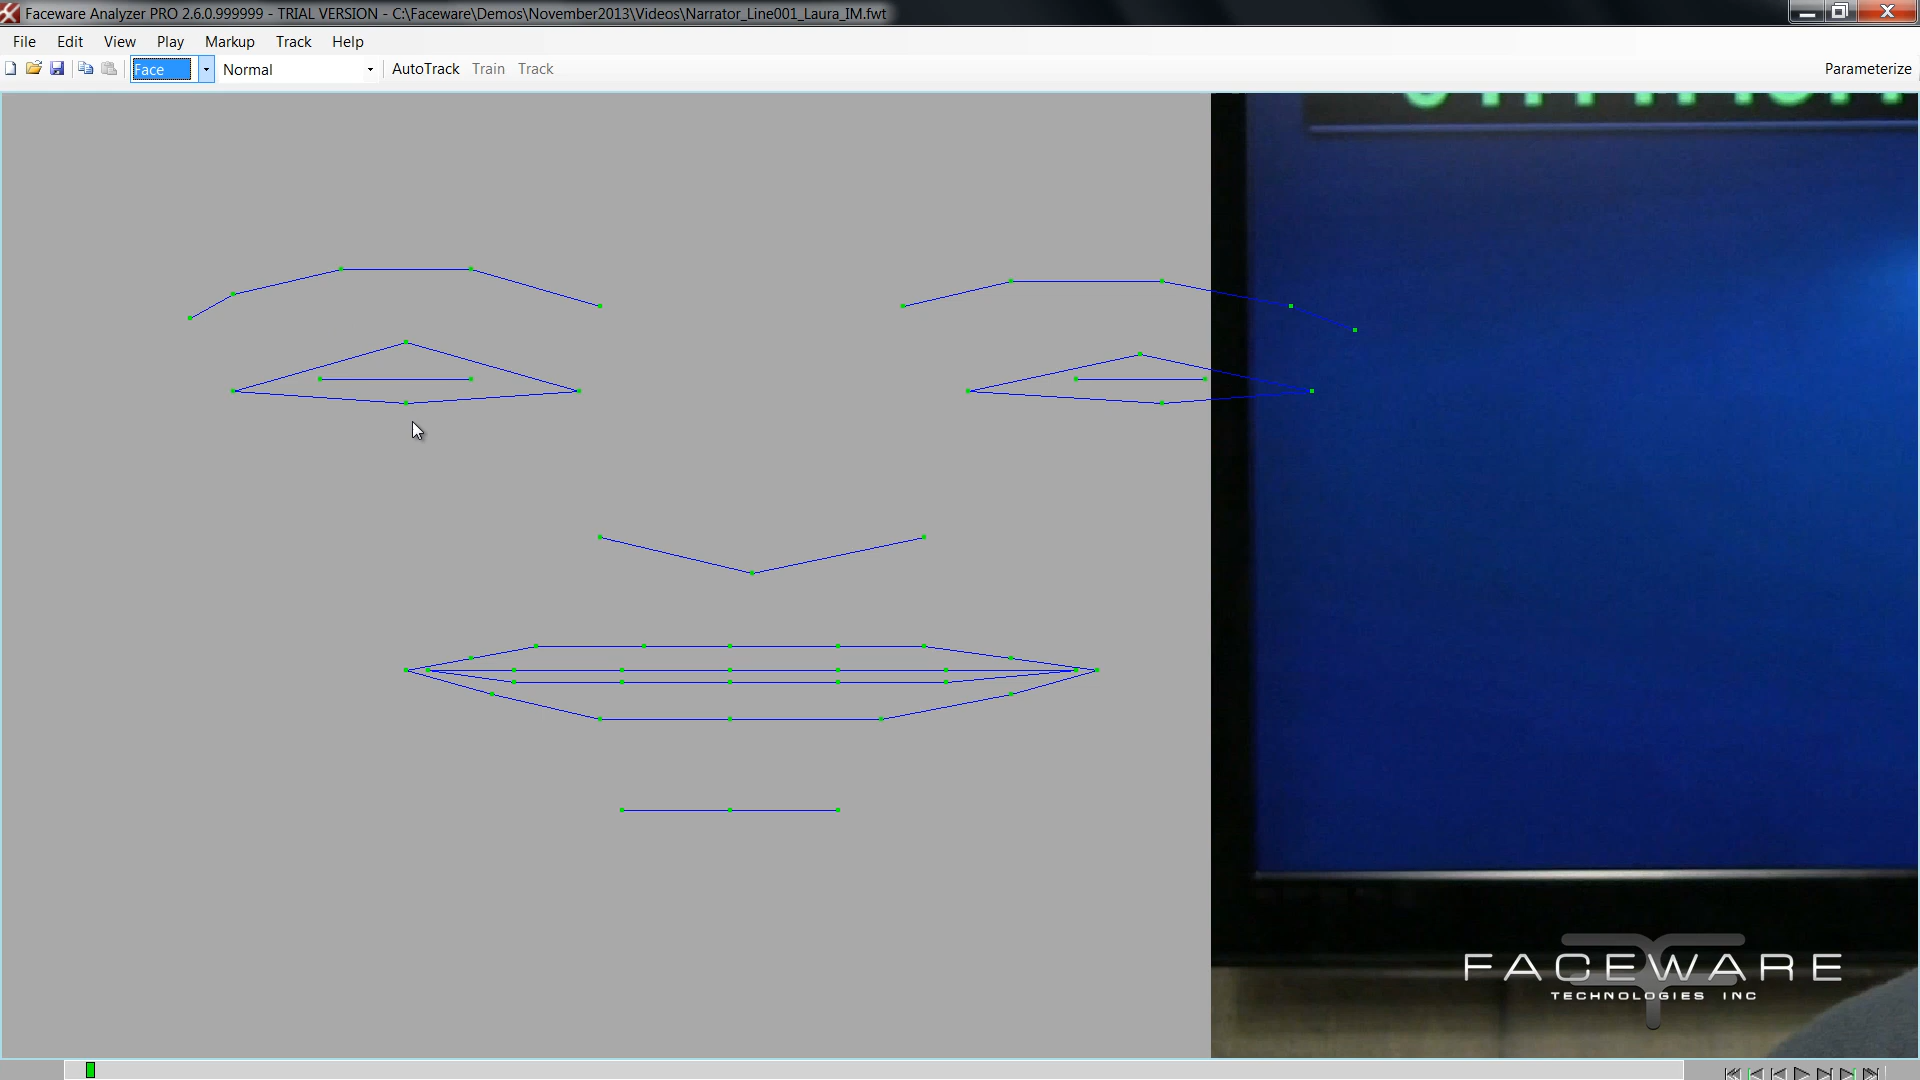 Faceware Analyzer PRO 2.6.0.999999 - TRIAL VERSION - C:\Faceware\Demos\November2013\Videos\Narrator_Line001_Laura_IM.fwt
File Edit View Play Markup Track Help
Face Normal AutoTrack Train Track Parameterize
FACEWARE
TECHNOLOGIES INC